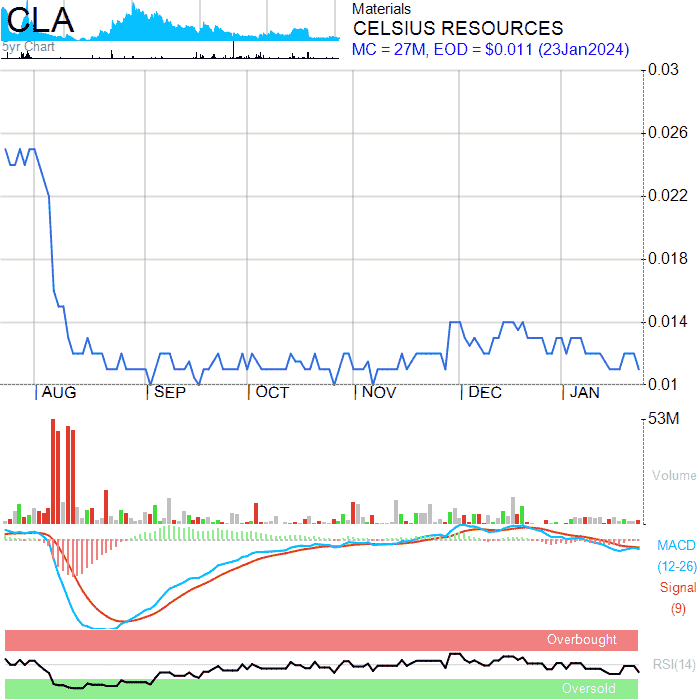 CLA
5yr Chart
Materials
CELSIUS RESOURCES
MC = 27M, EOD = $0.011 (23Jan2024)
0.03
0.026
0.022
0.018
0.014
0.01
AUG SEP OCT NOV DEC JAN
53M
Volume
MACD
(12-26)
Signal
(9)
Overbought
RSI(14)
Oversold